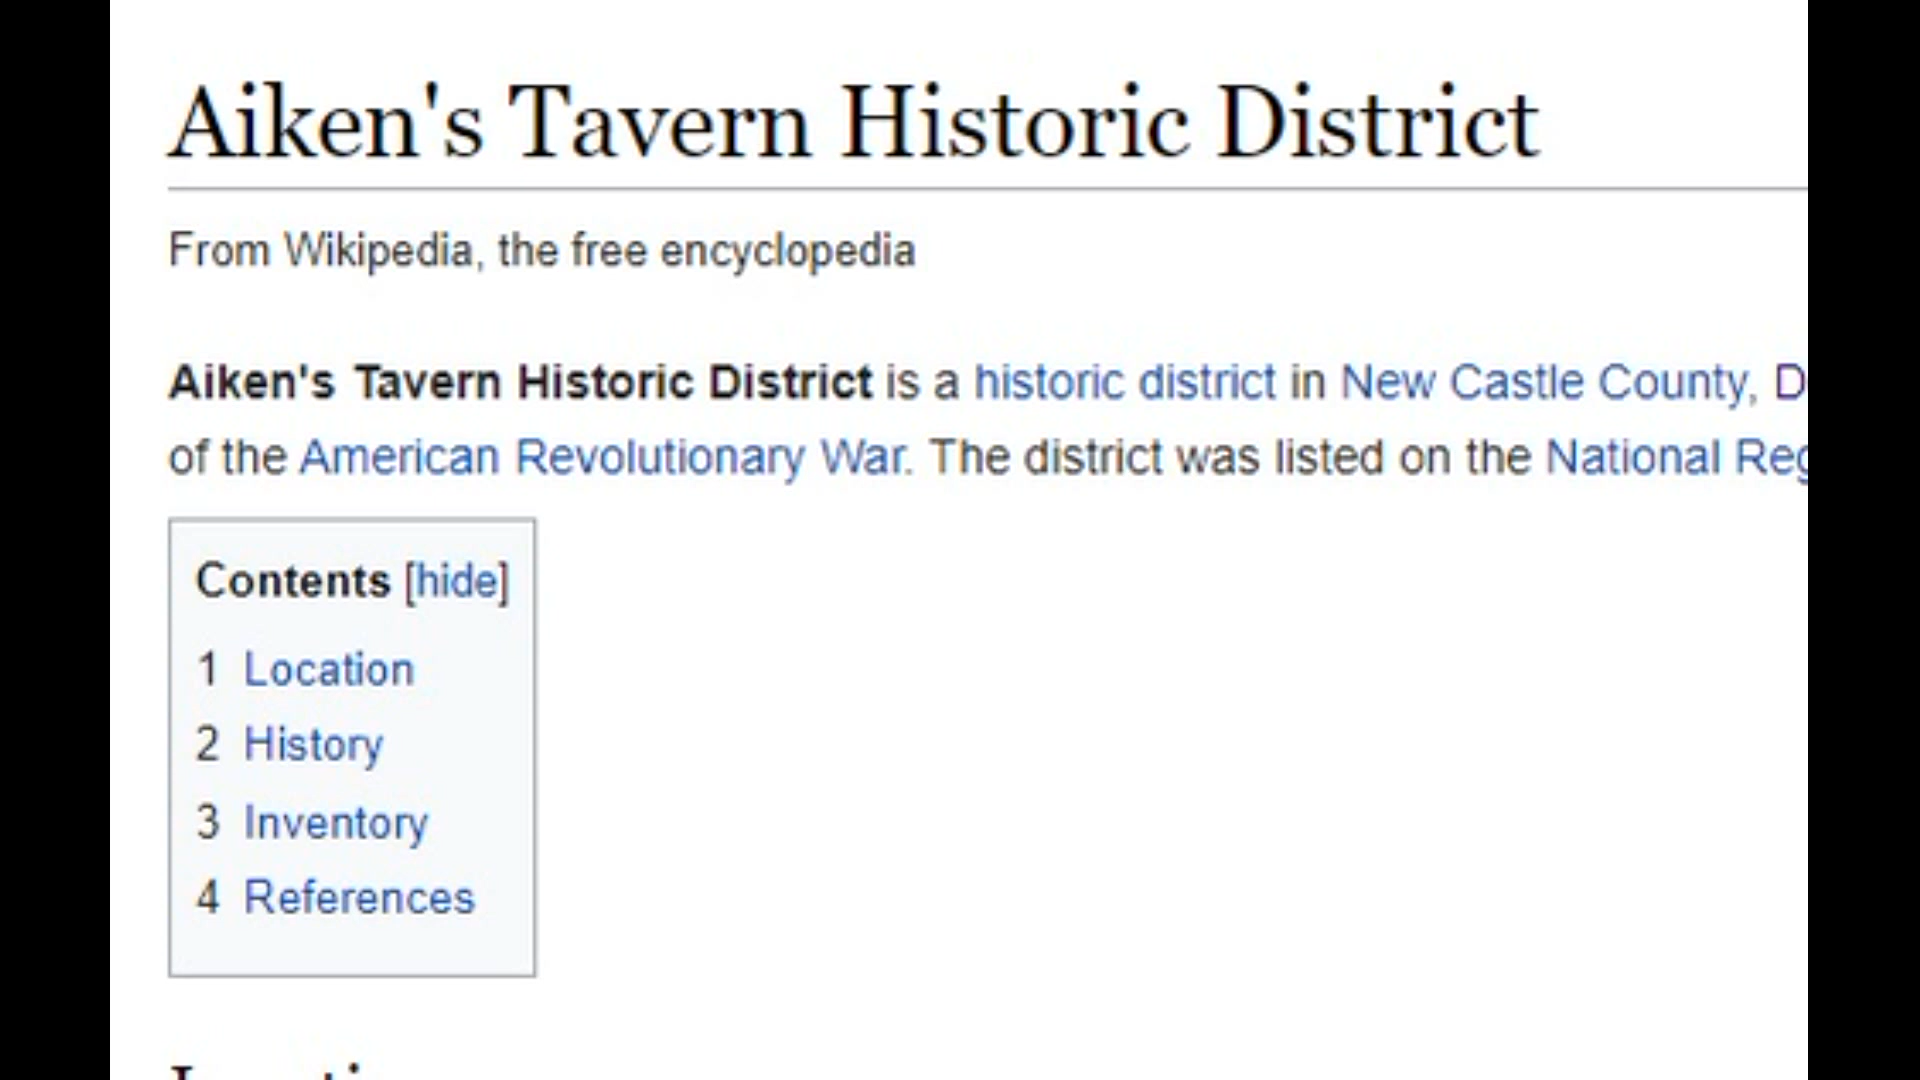 Aiken's Tavern Historic District
From Wikipedia, the free encyclopedia
Aiken's Tavern Historic District is a historic district in New Castle County, D
of the American Revolutionary War. The district was listed on the National Reg
Contents [hide]
1 Location
2 History
3 Inventory
4 References